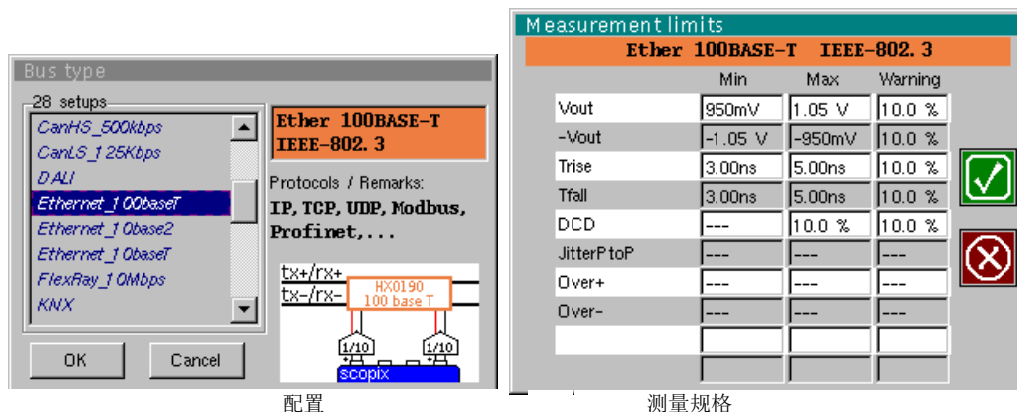 Bus type
28 setups
CanHS_500kbps
CanLS_125Kbps
DALI
Ethernet_100baseT
Ethernet_10base2
Ethernet_10baseT
FlexRay_10Mbps
KNX
OK
Cancel
Ether 100BASE-T
IEEE-802.3
Protocols / Remarks:
IP, TCP, UDP, Modbus,
Profinet,...
tx+/rx+
tx-/rx-
HX0190
100 base T
1/10 1/10
scopix
配置
Measurement limits
Ether 100BASE-T IEEE-802.3
Min Max Warning
Vout 950mV 1.05 V 10.0 %
-Vout -1.05 V -950mV 10.0 %
Trise 3.00ns 5.00ns 10.0 %
Tfall 3.00ns 5.00ns 10.0 %
DCD --- 10.0 % 10.0 %
JitterPtoP --- --- ---
Over+ --- --- ---
Over- --- --- ---
测量规格